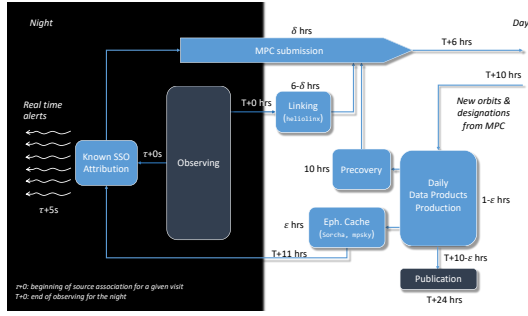 Night
Day
δ hrs
MPC submission
T+6 hrs
T+10 hrs
6-δ hrs
Linking
(heliolinx)
T+0 hrs
New orbits &
designations
from MPC
Real time
alerts
Known SSO
Attribution
τ+0s
Observing
10 hrs
Precovery
Daily
Data Products
Production
1-ε hrs
τ+5s
ε hrs
Eph. Cache
(Sorcha, mpsky)
T+11 hrs
T+10-ε hrs
Publication
T+24 hrs
τ+0: beginning of source association for a given visit
T+0: end of observing for the night